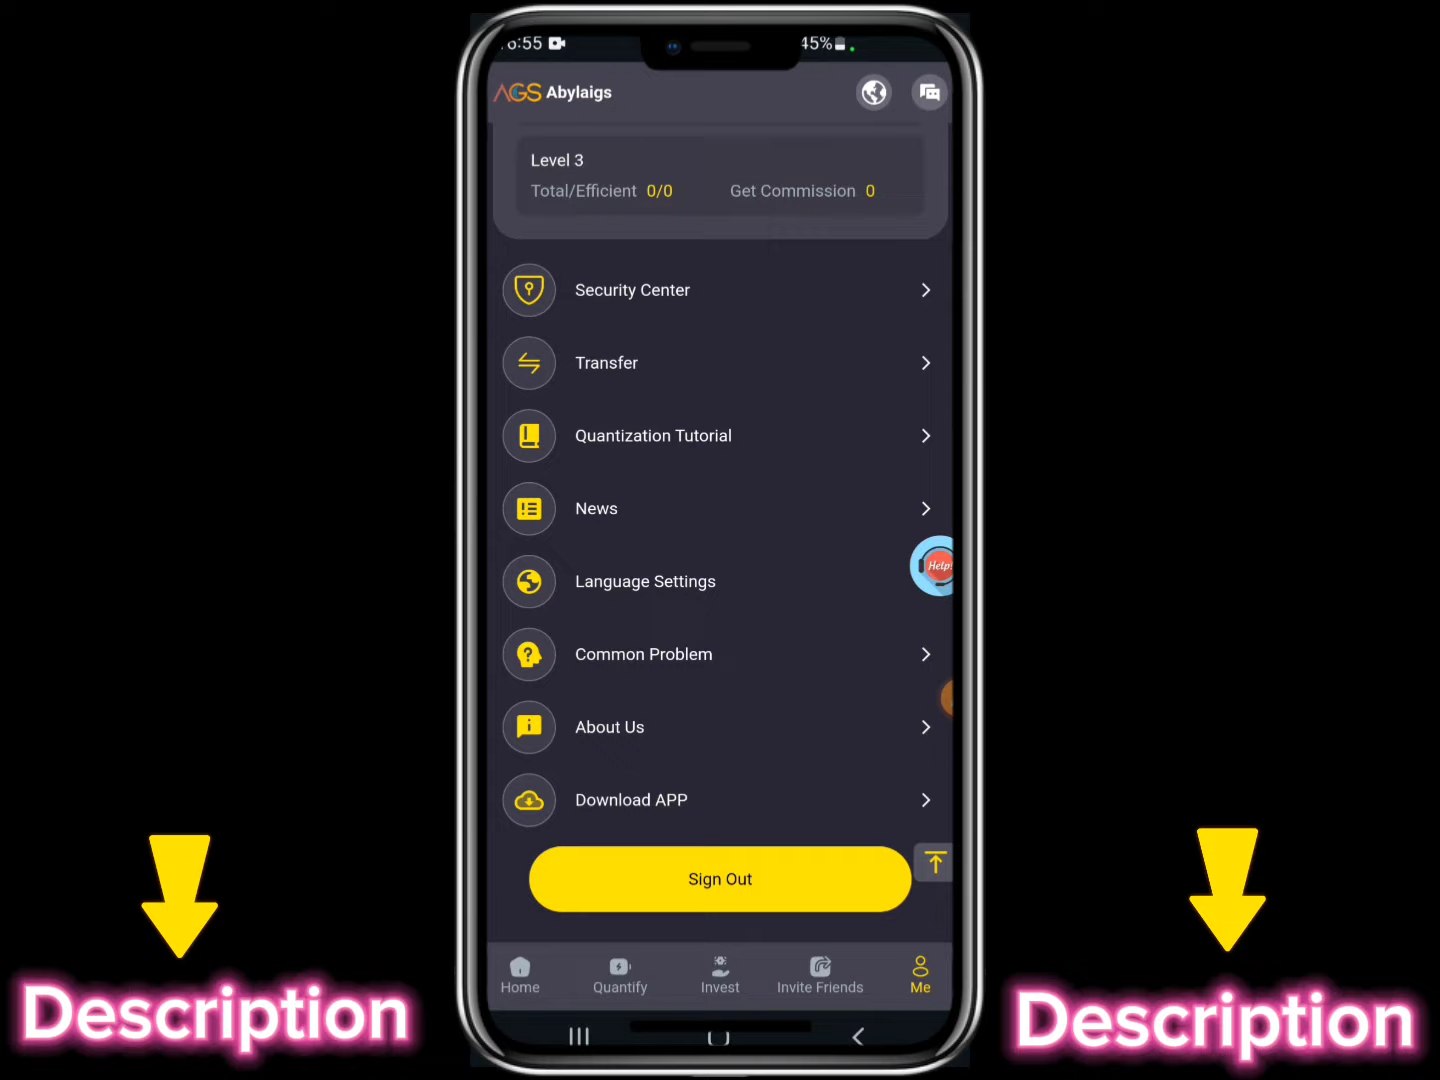 6:55
45%
AGS Abylaigs
Level 3
Total/Efficient 0/0 Get Commission 0
Security Center
Transfer
Quantization Tutorial
News
Help!
Language Settings
Common Problem
About Us
Download APP
Sign Out
Home Quantify Invest Invite Friends Me
Description
Description